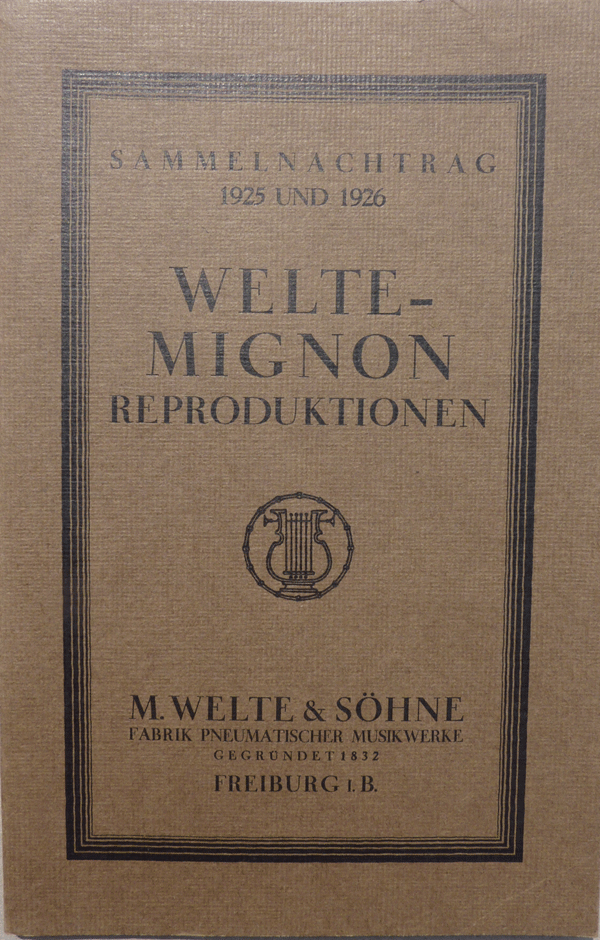 SAMMELNACHTRAG
1925 UND 1926
WELTE-
MIGNON
REPRODUKTIONEN
M. WELTE & SÖHNE
FABRIK PNEUMATISCHER MUSIKWERKE
GEGRÜNDET 1832
FREIBURG I. B.